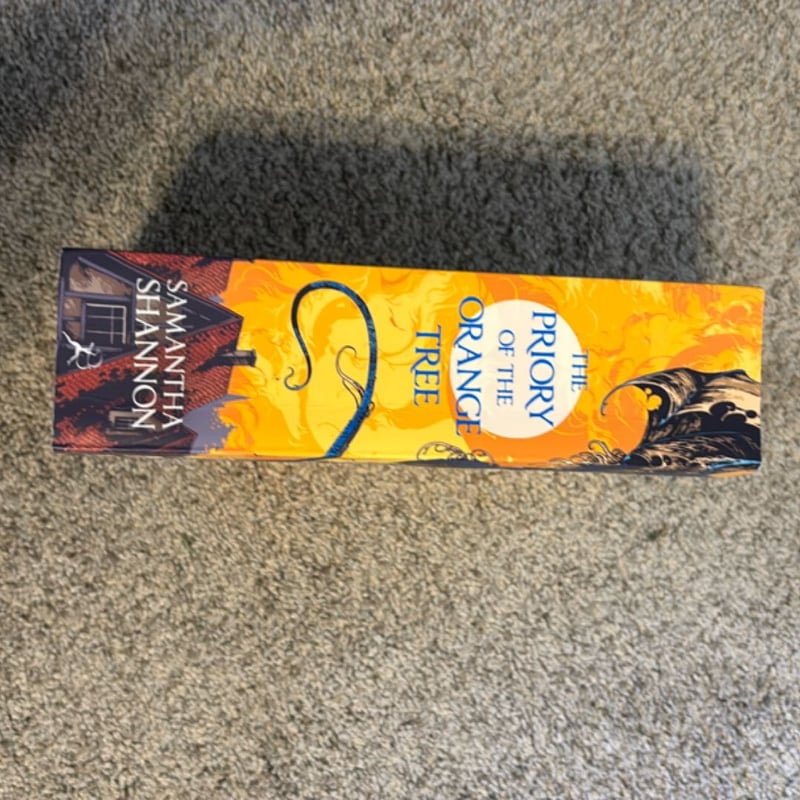 THE
PRIORY
OF THE
ORANGE
TREE
SAMANTHA
SHANNON